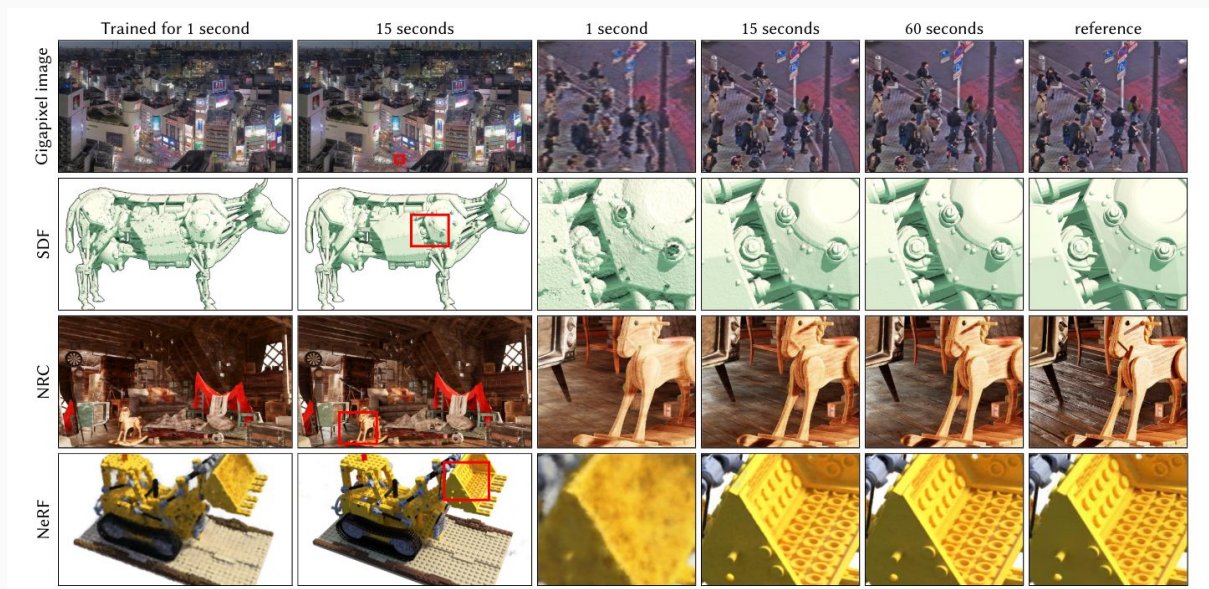 Trained for 1 second 15 seconds 1 second 15 seconds 60 seconds reference
Gigapixel image
SDF
NRC
NeRF